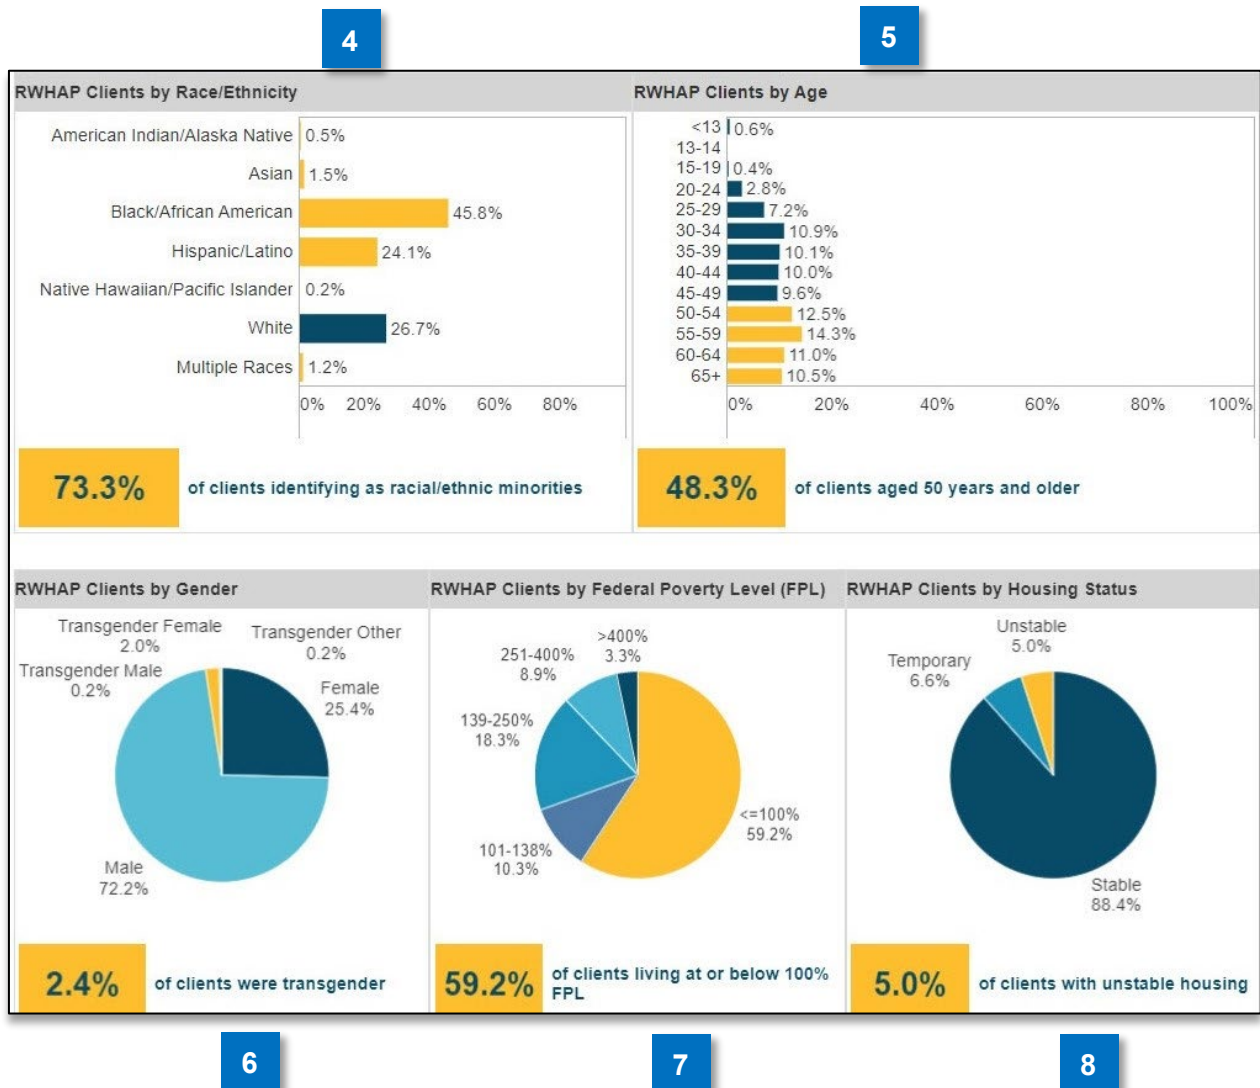 4
5
RWHAP Clients by Race/Ethnicity
American Indian/Alaska Native 0.5%
Asian 1.5%
Black/African American 45.8%
Hispanic/Latino 24.1%
Native Hawaiian/Pacific Islander 0.2%
White 26.7%
Multiple Races 1.2%
0% 20% 40% 60% 80%
73.3% of clients identifying as racial/ethnic minorities
RWHAP Clients by Age
<13 0.6%
13-14
15-19 0.4%
20-24 2.8%
25-29 7.2%
30-34 10.9%
35-39 10.1%
40-44 10.0%
45-49 9.6%
50-54 12.5%
55-59 14.3%
60-64 11.0%
65+ 10.5%
0% 20% 40% 60% 80% 100%
48.3% of clients aged 50 years and older
RWHAP Clients by Gender
Transgender Female
2.0%
Transgender Other
0.2%
Transgender Male
0.2%
Female
25.4%
Male
72.2%
2.4% of clients were transgender
RWHAP Clients by Federal Poverty Level (FPL)
>400%
3.3%
251-400%
8.9%
139-250%
18.3%
<=100%
59.2%
101-138%
10.3%
59.2% of clients living at or below 100%
FPL
RWHAP Clients by Housing Status
Unstable
5.0%
Temporary
6.6%
Stable
88.4%
5.0% of clients with unstable housing
6
7
8